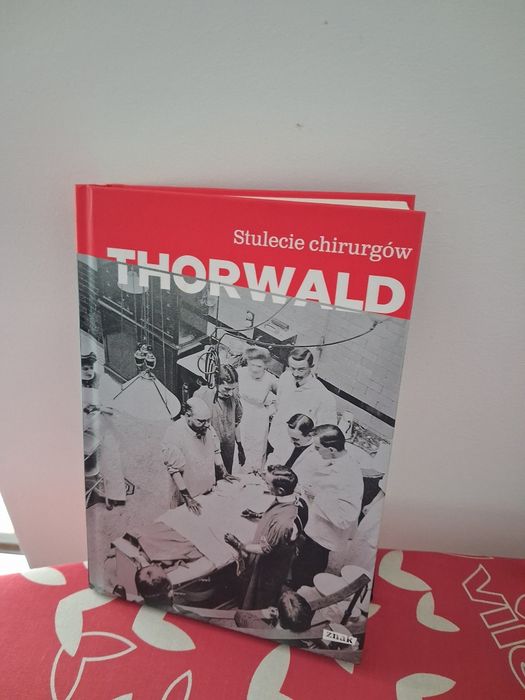 Stulecie chirurgów
THORWALD
znak